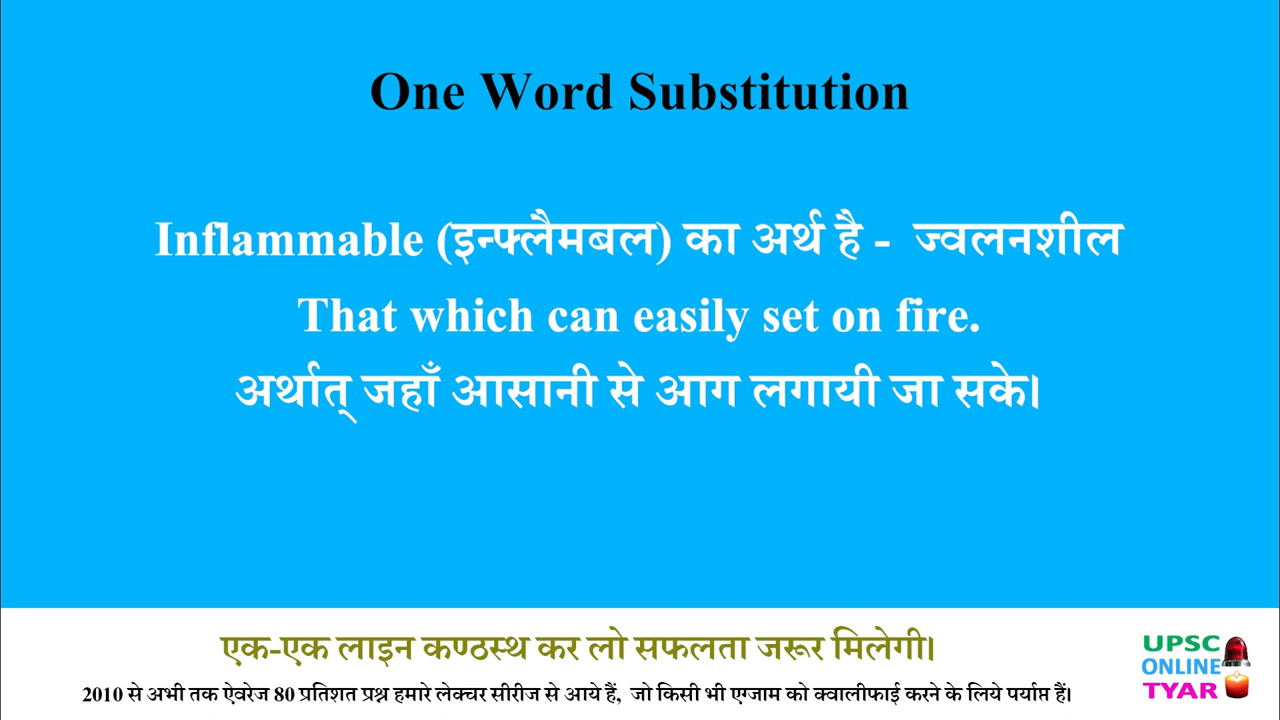 One Word Substitution
Inflammable (इन्फ्लैमबल) का अर्थ है - ज्वलनशील
That which can easily set on fire.
अर्थात् जहाँ आसानी से आग लगायी जा सके।
एक-एक लाइन कण्ठस्थ कर लो सफलता जरूर मिलेगी।
2010 से अभी तक ऐवरेज 80 प्रतिशत प्रश्न हमारे लेक्चर सीरीज से आये हैं, जो किसी भी एग्जाम को क्वालीफाई करने के लिये पर्याप्त हैं।
UPSC
ONLINE
TYAR